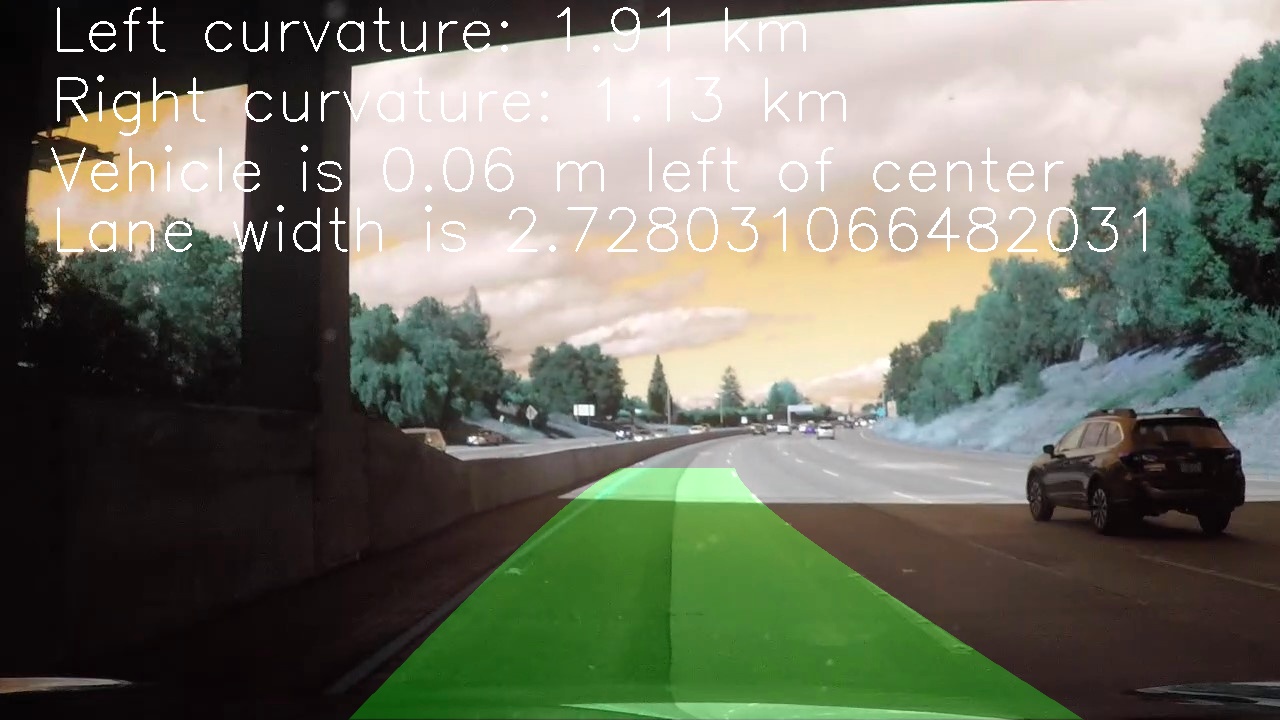 Left curvature: 1.91 km
Right curvature: 1.13 km
Vehicle is 0.06 m left of center
Lane width is 2.728031066482031